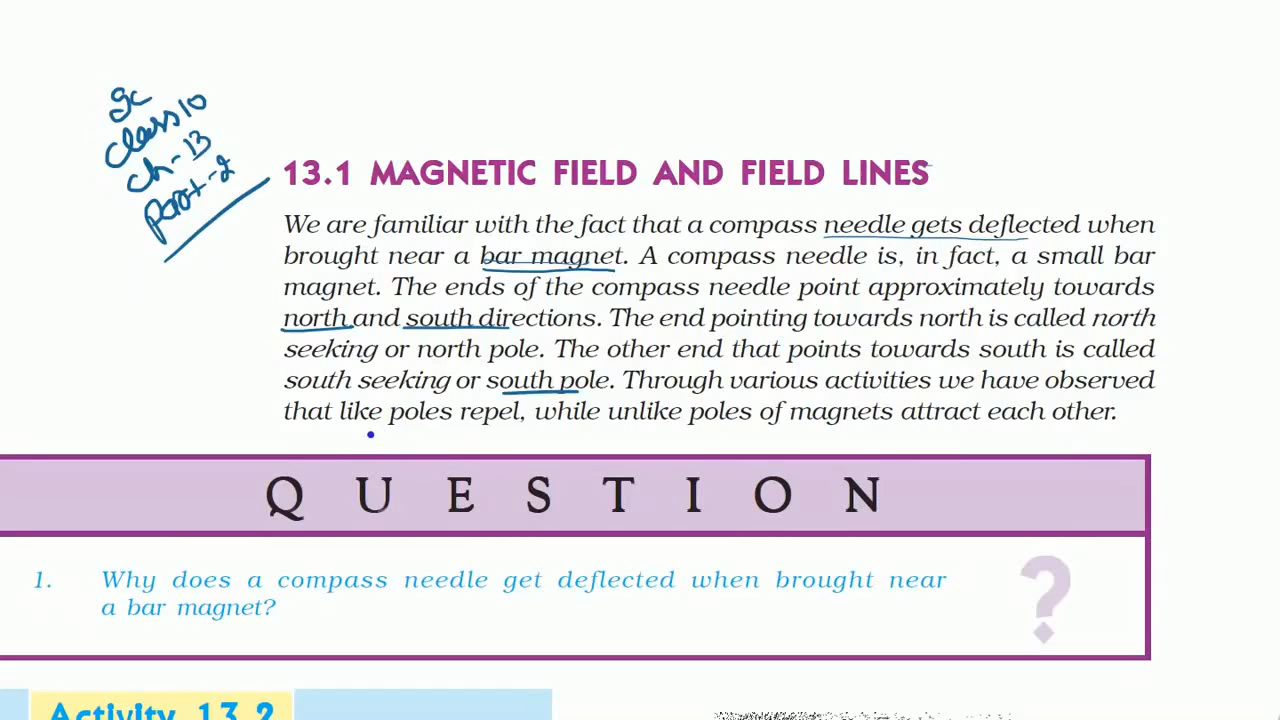 Sc
Class 10
Ch-13
Part-2
13.1 MAGNETIC FIELD AND FIELD LINES
We are familiar with the fact that a compass needle gets deflected when
brought near a bar magnet. A compass needle is, in fact, a small bar
magnet. The ends of the compass needle point approximately towards
north and south directions. The end pointing towards north is called north
seeking or north pole. The other end that points towards south is called
south seeking or south pole. Through various activities we have observed
that like poles repel, while unlike poles of magnets attract each other.
QUESTION
1. Why does a compass needle get deflected when brought near
a bar magnet?
?
Activity 13.2